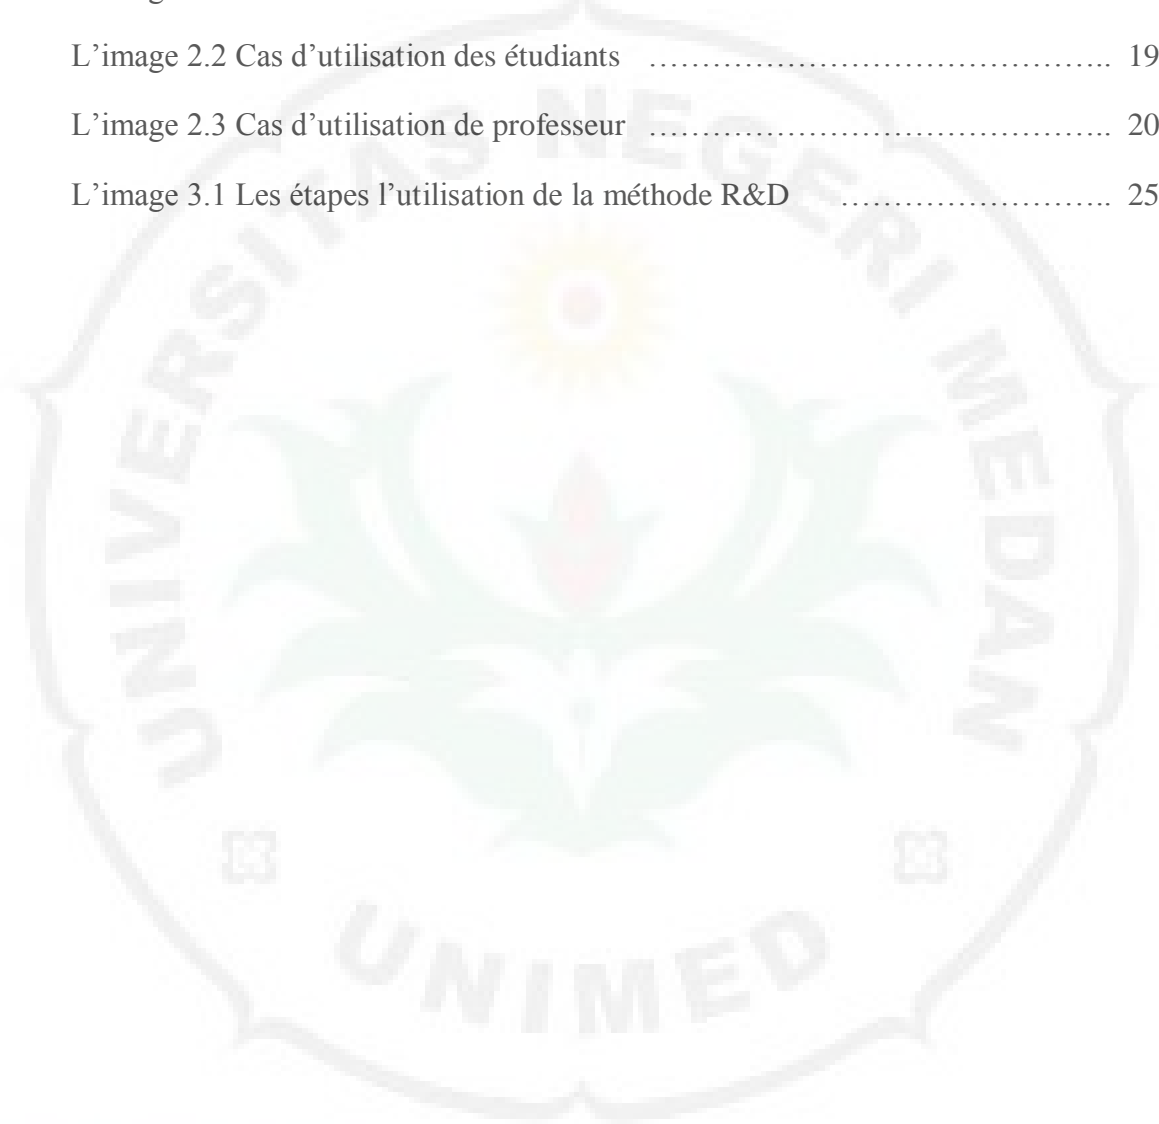 L’image 2.2 Cas d’utilisation des étudiants ………………………………….. 19
L’image 2.3 Cas d’utilisation de professeur ………………………………….. 20
L’image 3.1 Les étapes l’utilisation de la méthode R&D …………………….. 25
UNIVERSITAS NEGERI MEDAN
UNIMED